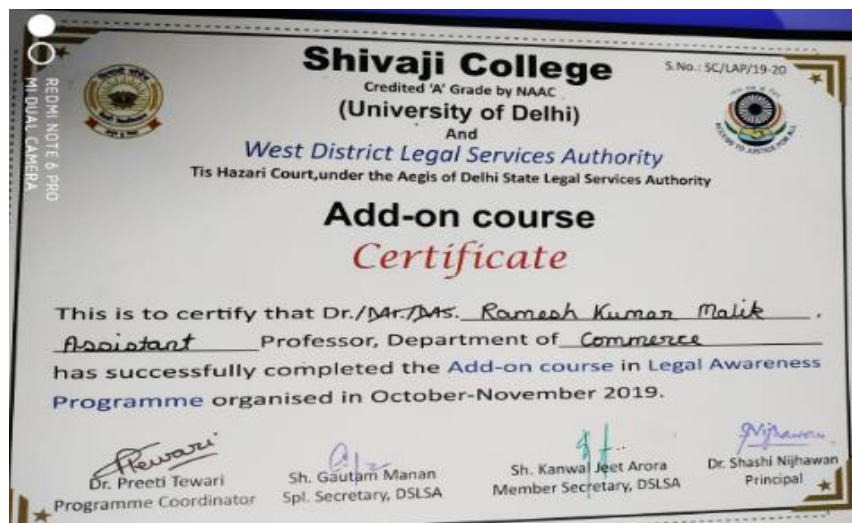 Shivaji College
S.No.: SC/LAP/19-20
Credited 'A' Grade by NAAC
(University of Delhi)
And
West District Legal Services Authority
Tis Hazari Court,under the Aegis of Delhi State Legal Services Authority
ACCESS TO JUSTICE FOR ALL
Add-on course
Certificate
This is to certify that Dr./Mr./Ms. Ramesh Kumar Malik .
Assistant Professor, Department of Commerce
has successfully completed the Add-on course in Legal Awareness
Programme organised in October-November 2019.
Tewari
Nijhawan
Dr. Preeti Tewari
Programme Coordinator
Sh. Gautam Manan
Spl. Secretary, DSLSA
Sh. Kanwal Jeet Arora
Member Secretary, DSLSA
Dr. Shashi Nijhawan
Principal
REDMI NOTE 6 PRO
MI DUAL CAMERA